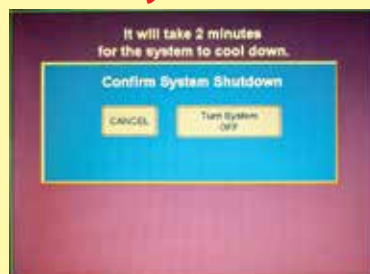 It will take 2 minutes
for the system to cool down.
Confirm System Shutdown
CANCEL
Turn System
OFF